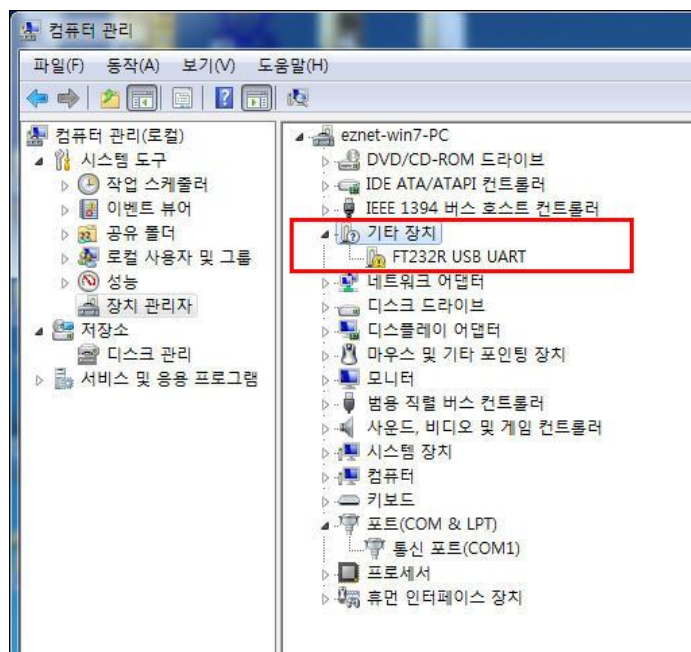 컴퓨터 관리
파일(F) 동작(A) 보기(V) 도움말(H)
컴퓨터 관리(로컬)
시스템 도구
작업 스케줄러
이벤트 뷰어
공유 폴더
로컬 사용자 및 그룹
성능
장치 관리자
저장소
디스크 관리
서비스 및 응용 프로그램
eznet-win7-PC
DVD/CD-ROM 드라이브
IDE ATA/ATAPI 컨트롤러
IEEE 1394 버스 호스트 컨트롤러
기타 장치
FT232R USB UART
네트워크 어댑터
디스크 드라이브
디스플레이 어댑터
마우스 및 기타 포인팅 장치
모니터
범용 직렬 버스 컨트롤러
사운드, 비디오 및 게임 컨트롤러
시스템 장치
컴퓨터
키보드
포트(COM & LPT)
통신 포트(COM1)
프로세서
휴먼 인터페이스 장치